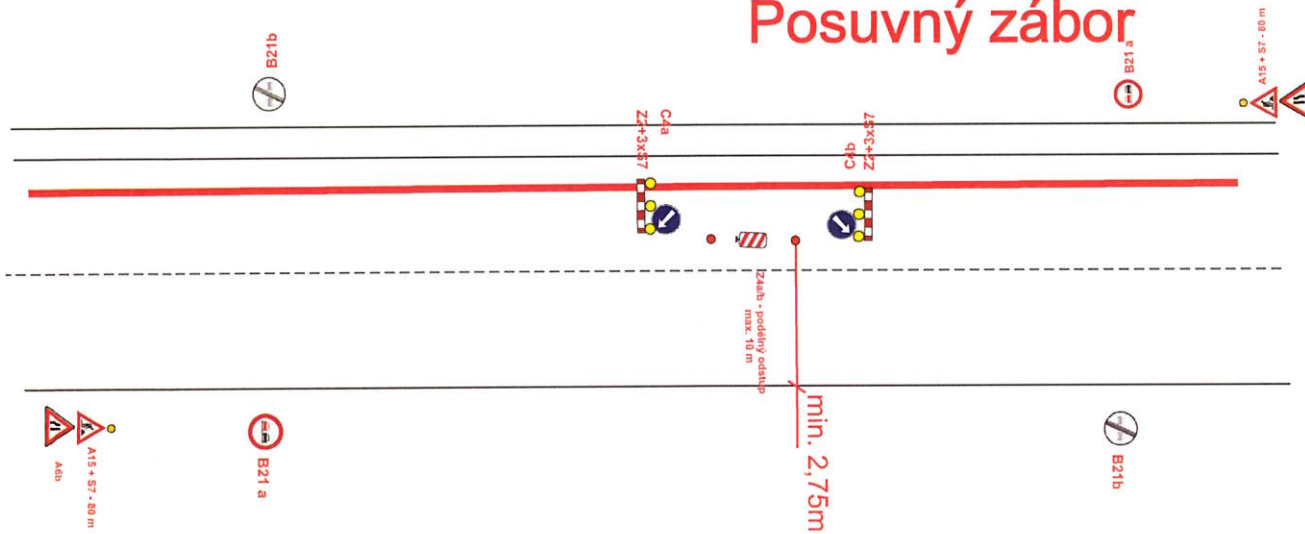 Posuvný zábor
B21b
B21 a
A15 + S7 - 80 m
C4a
Z2+3xS7
C4b
Z2+3xS7
Z4a/b - podélný odstup
max. 10 m
min. 2,75m
A6b
A15 + S7 - 80 m
B21 a
B21b